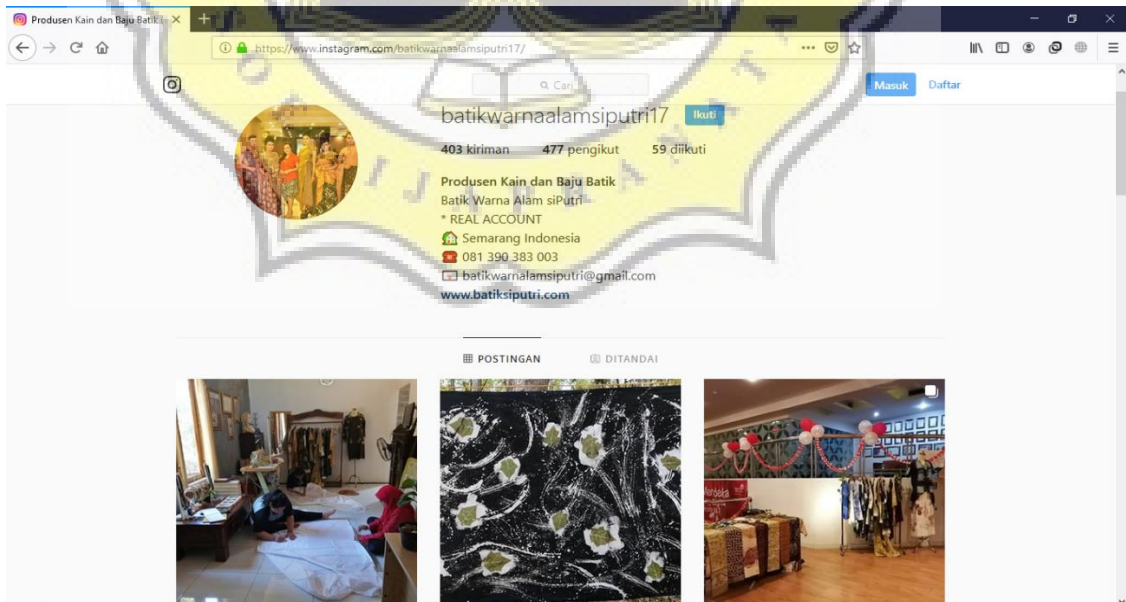 Produsen Kain dan Baju Batik
https://www.instagram.com/batikwarnaalamsiputri17/
Cari
Masuk
Daftar
batikwarnaalamsiputri17
Ikuti
403 kiriman 477 pengikut 59 diikuti
Produsen Kain dan Baju Batik
Batik Warna Alam siPutri
* REAL ACCOUNT
Semarang Indonesia
081 390 383 003
batikwarnalamsiputri@gmail.com
www.batiksiputri.com
POSTINGAN
DITANDAI